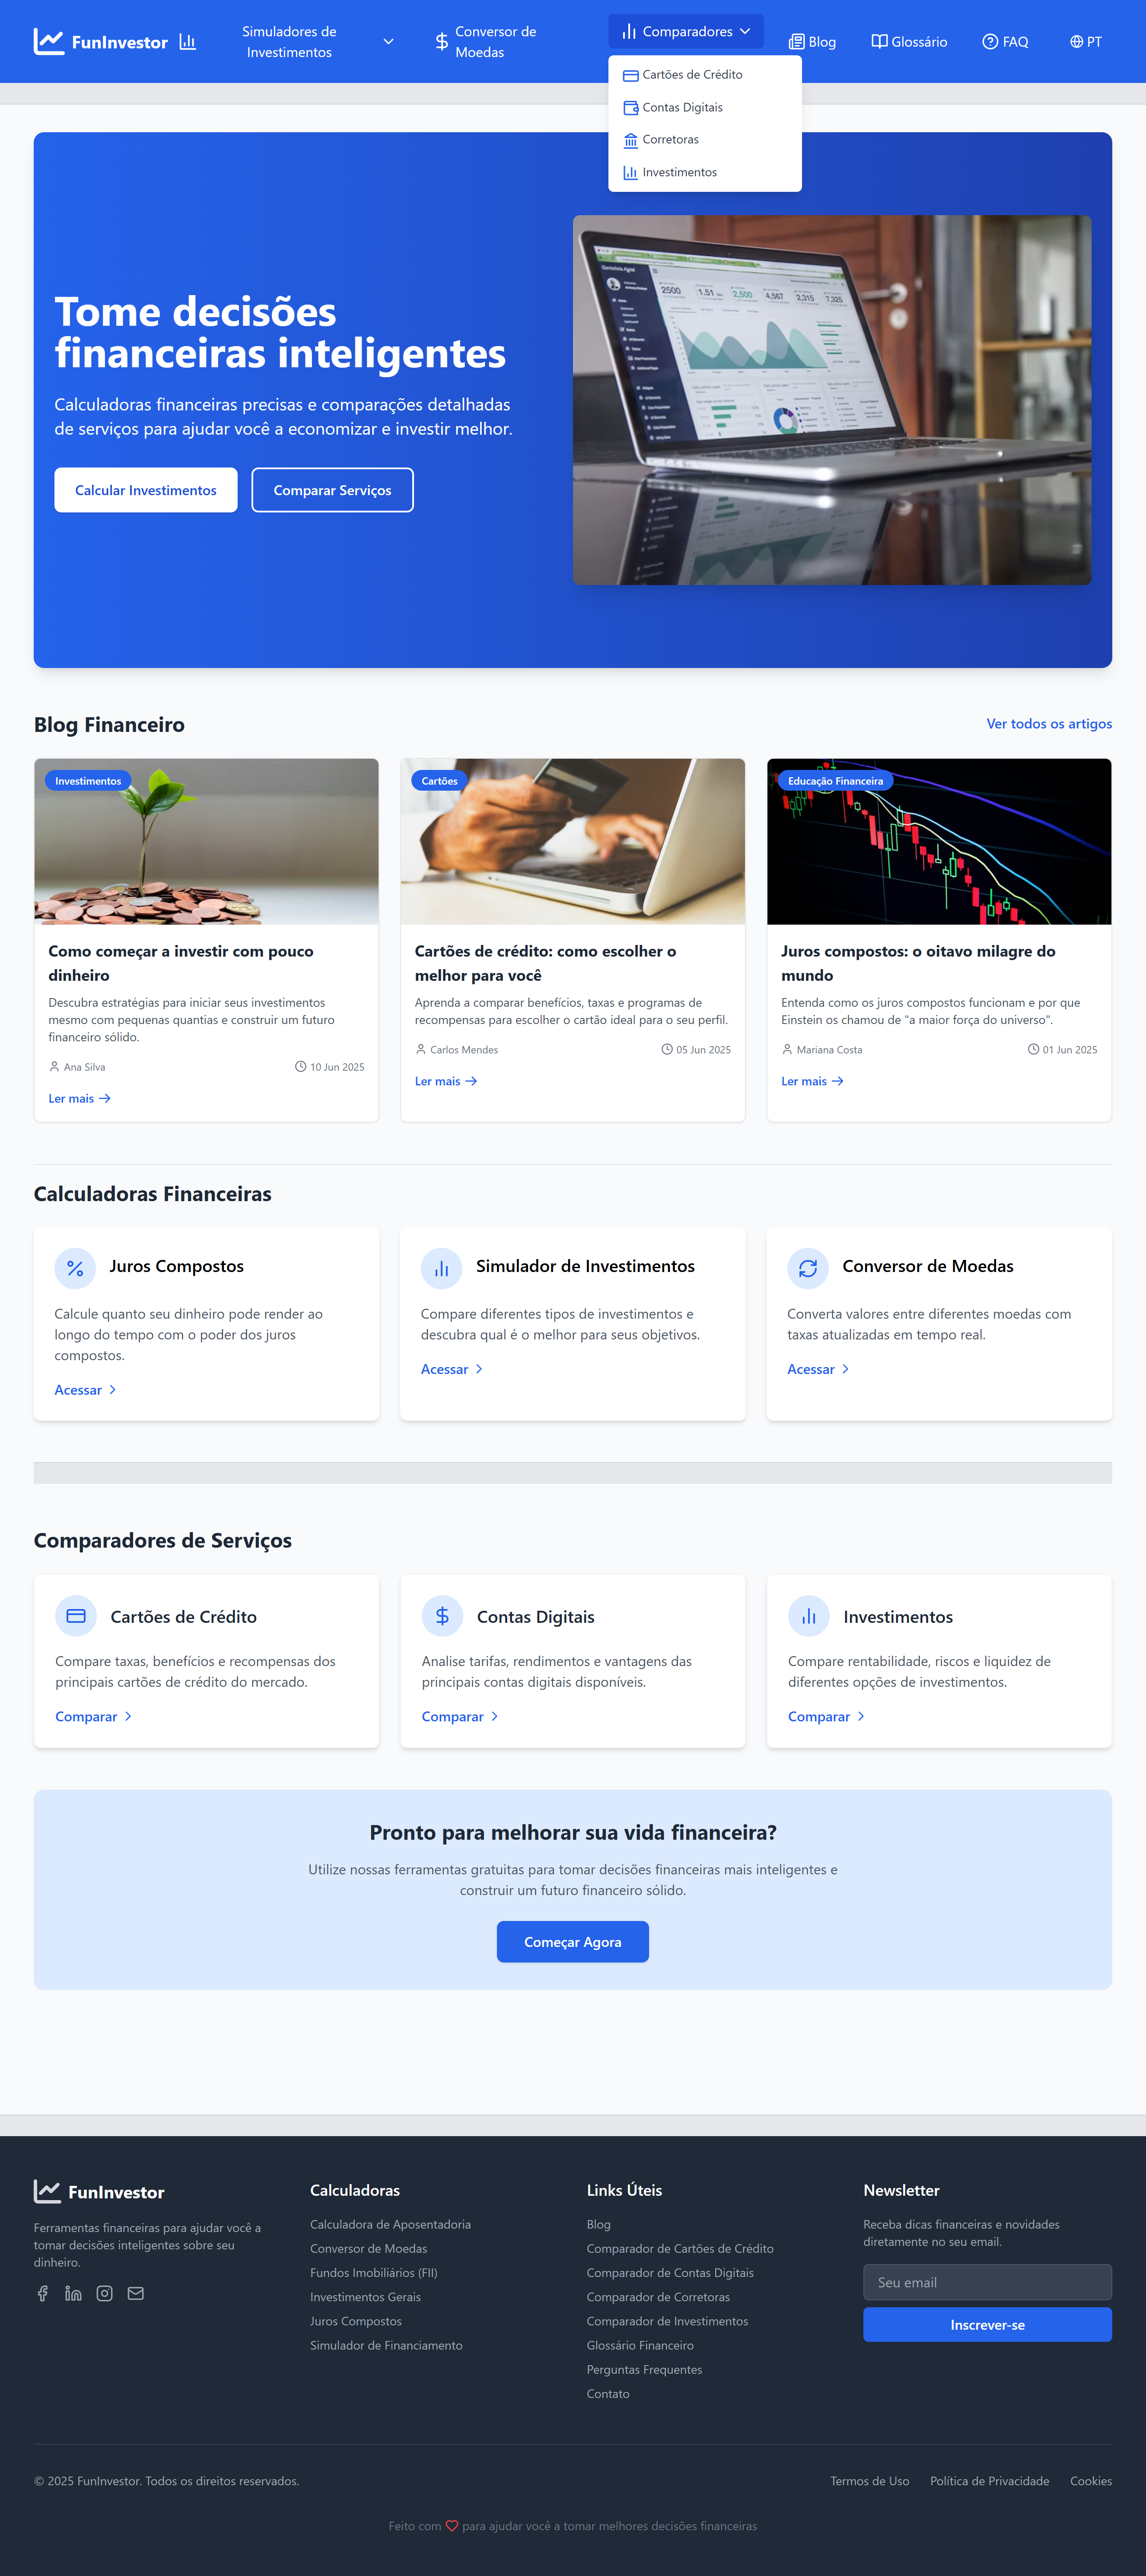 FunInvestor
Simuladores de
Investimentos
Conversor de
Moedas
Comparadores
Blog
Glossário
FAQ
PT
Cartões de Crédito
Contas Digitais
Corretoras
Investimentos
Tome decisões
financeiras inteligentes
Calculadoras financeiras precisas e comparações detalhadas
de serviços para ajudar você a economizar e investir melhor.
Calcular Investimentos
Comparar Serviços
2500
1.51
2,500
4,567
2,315
7,325
Blog Financeiro
Ver todos os artigos
Investimentos
Como começar a investir com pouco
dinheiro
Descubra estratégias para iniciar seus investimentos
mesmo com pequenas quantias e construir um futuro
financeiro sólido.
Ana Silva
10 Jun 2025
Ler mais
Cartões
Cartões de crédito: como escolher o
melhor para você
Aprenda a comparar benefícios, taxas e programas de
recompensas para escolher o cartão ideal para o seu perfil.
Carlos Mendes
05 Jun 2025
Ler mais
Educação Financeira
Juros compostos: o oitavo milagre do
mundo
Entenda como os juros compostos funcionam e por que
Einstein os chamou de "a maior força do universo".
Mariana Costa
01 Jun 2025
Ler mais
Calculadoras Financeiras
Juros Compostos
Calcule quanto seu dinheiro pode render ao
longo do tempo com o poder dos juros
compostos.
Acessar
Simulador de Investimentos
Compare diferentes tipos de investimentos e
descubra qual é o melhor para seus objetivos.
Acessar
Conversor de Moedas
Converta valores entre diferentes moedas com
taxas atualizadas em tempo real.
Acessar
Comparadores de Serviços
Cartões de Crédito
Compare taxas, benefícios e recompensas dos
principais cartões de crédito do mercado.
Comparar
Contas Digitais
Analise tarifas, rendimentos e vantagens das
principais contas digitais disponíveis.
Comparar
Investimentos
Compare rentabilidade, riscos e liquidez de
diferentes opções de investimentos.
Comparar
Pronto para melhorar sua vida financeira?
Utilize nossas ferramentas gratuitas para tomar decisões financeiras mais inteligentes e
construir um futuro financeiro sólido.
Começar Agora
FunInvestor
Ferramentas financeiras para ajudar você a
tomar decisões inteligentes sobre seu
dinheiro.
Calculadoras
Calculadora de Aposentadoria
Conversor de Moedas
Fundos Imobiliários (FII)
Investimentos Gerais
Juros Compostos
Simulador de Financiamento
Links Úteis
Blog
Comparador de Cartões de Crédito
Comparador de Contas Digitais
Comparador de Corretoras
Comparador de Investimentos
Glossário Financeiro
Perguntas Frequentes
Contato
Newsletter
Receba dicas financeiras e novidades
diretamente no seu email.
Seu email
Inscrever-se
© 2025 FunInvestor. Todos os direitos reservados.
Termos de Uso
Política de Privacidade
Cookies
Feito com
para ajudar você a tomar melhores decisões financeiras